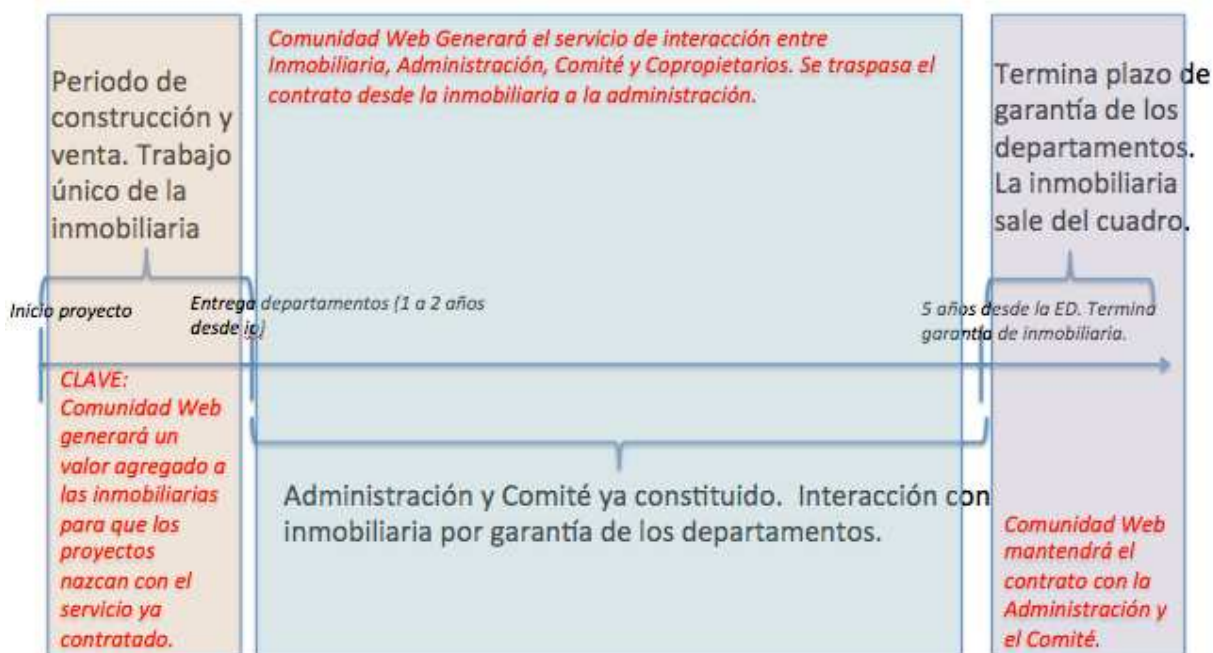 Periodo de
construcción y
venta. Trabajo
único de la
inmobiliaria
Comunidad Web Generará el servicio de interacción entre
Inmobiliaria, Administración, Comité y Copropietarios. Se traspasa el
contrato desde la inmobiliaria a la administración.
Termina plazo de
garantía de los
departamentos.
La inmobiliaria
sale del cuadro.
Inicio proyecto
Entrega departamentos (1 a 2 años
desde ip)
5 años desde la ED. Termina
garantía de inmobiliaria.
CLAVE:
Comunidad Web
generará un
valor agregado a
las inmobiliarias
para que los
proyectos
nazcan con el
servicio ya
contratado.
Administración y Comité ya constituido. Interacción con
inmobiliaria por garantía de los departamentos.
Comunidad Web
mantendrá el
contrato con la
Administración y
el Comité.